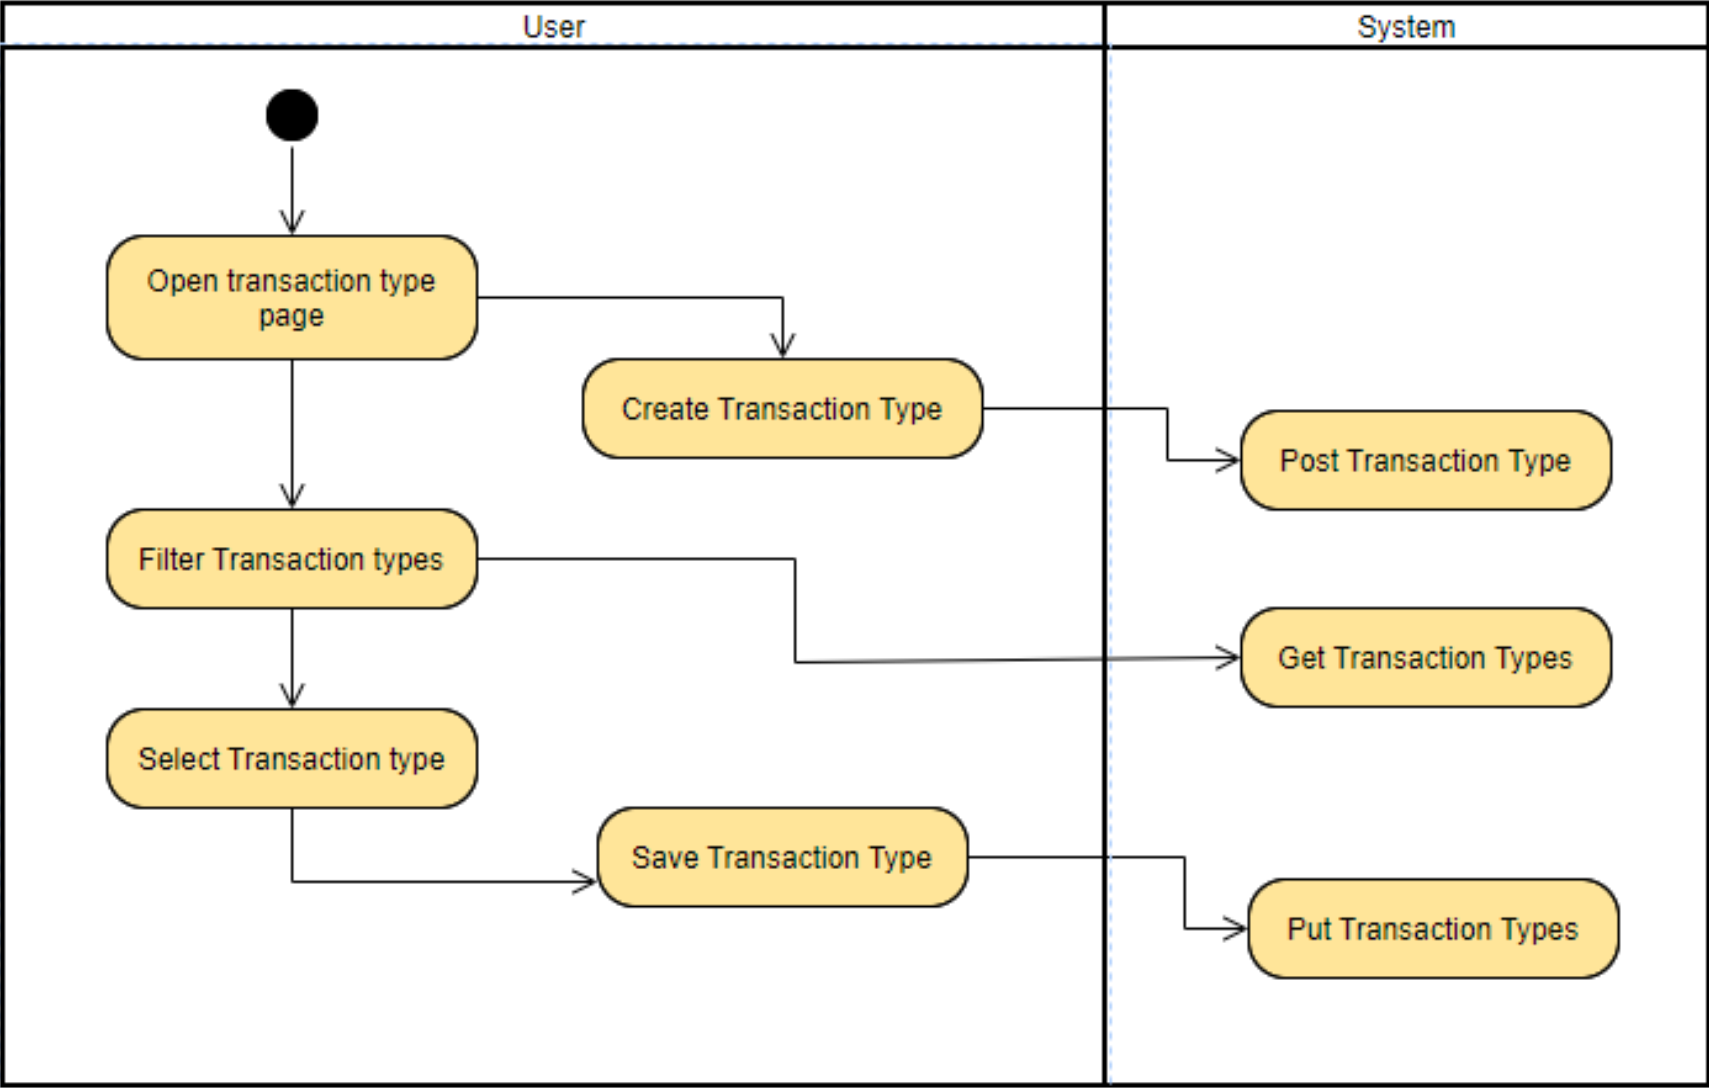 User
System
Open transaction type
page
Create Transaction Type
Post Transaction Type
Filter Transaction types
Get Transaction Types
Select Transaction type
Save Transaction Type
Put Transaction Types